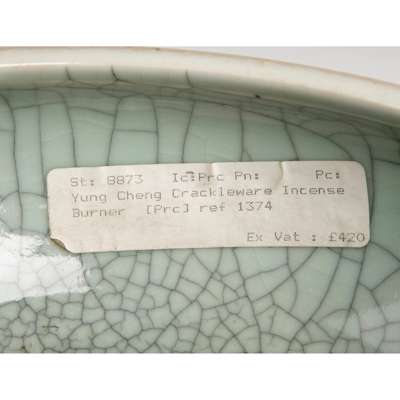 St: 8873 Ic:Prc Pn: Pc:
Yung Cheng Crackleware Incense
Burner [Prc] ref 1374
Ex Vat : £420